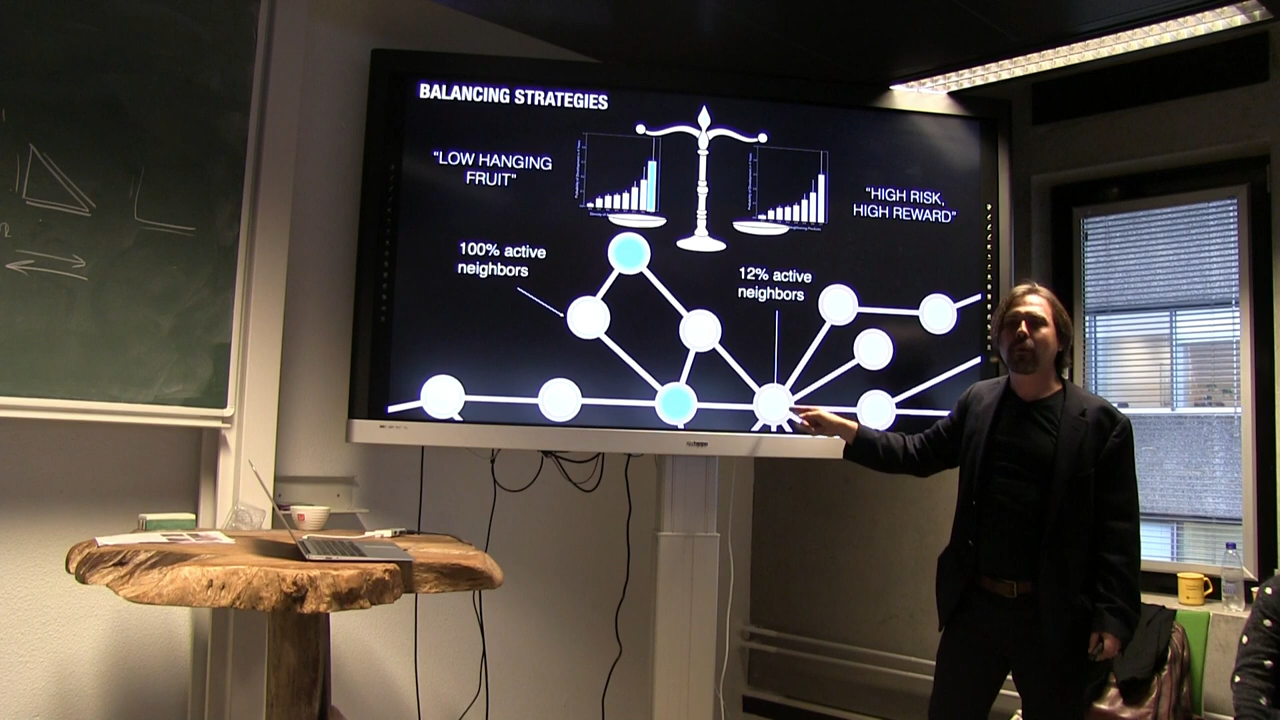 BALANCING STRATEGIES
"LOW HANGING
FRUIT"
"HIGH RISK,
HIGH REWARD"
100% active
neighbors
12% active
neighbors